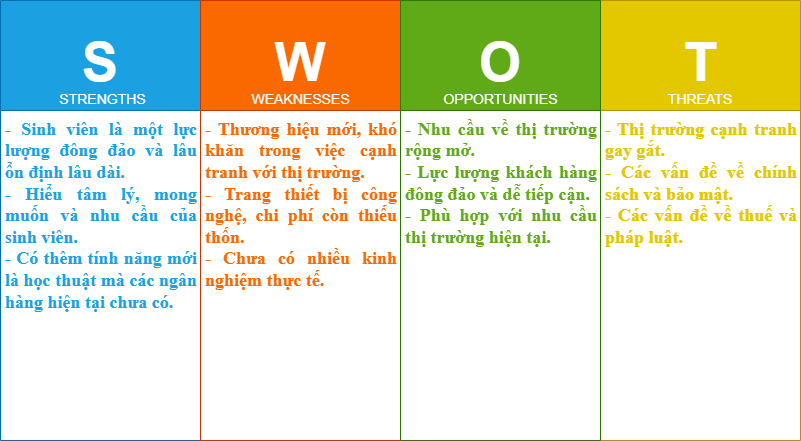 S
STRENGTHS
- Sinh viên là một lực
lượng đông đảo và lâu
ổn định lâu dài.
- Hiểu tâm lý, mong
muốn và nhu cầu của
sinh viên.
- Có thêm tính năng mới
là học thuật mà các ngân
hàng hiện tại chưa có.
W
WEAKNESSES
- Thương hiệu mới, khó
khăn trong việc cạnh
tranh với thị trường.
- Trang thiết bị công
nghệ, chi phí còn thiếu
thốn.
- Chưa có nhiều kinh
nghiệm thực tế.
O
OPPORTUNITIES
- Nhu cầu về thị trường
rộng mở.
- Lực lượng khách hàng
đông đảo và dễ tiếp cận.
- Phù hợp với nhu cầu
thị trường hiện tại.
T
THREATS
- Thị trường cạnh tranh
gay gắt.
- Các vấn đề về chính
sách và bảo mật.
- Các vấn đề về thuế và
pháp luật.